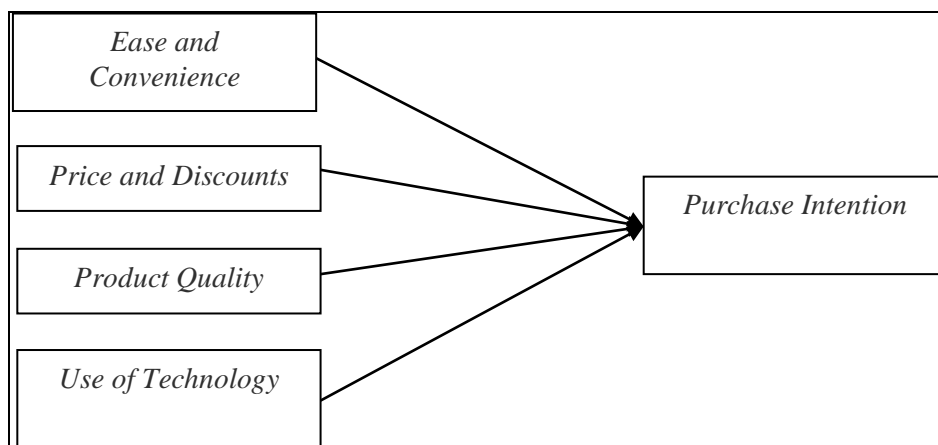 Ease and
Convenience
Price and Discounts
Purchase Intention
Product Quality
Use of Technology